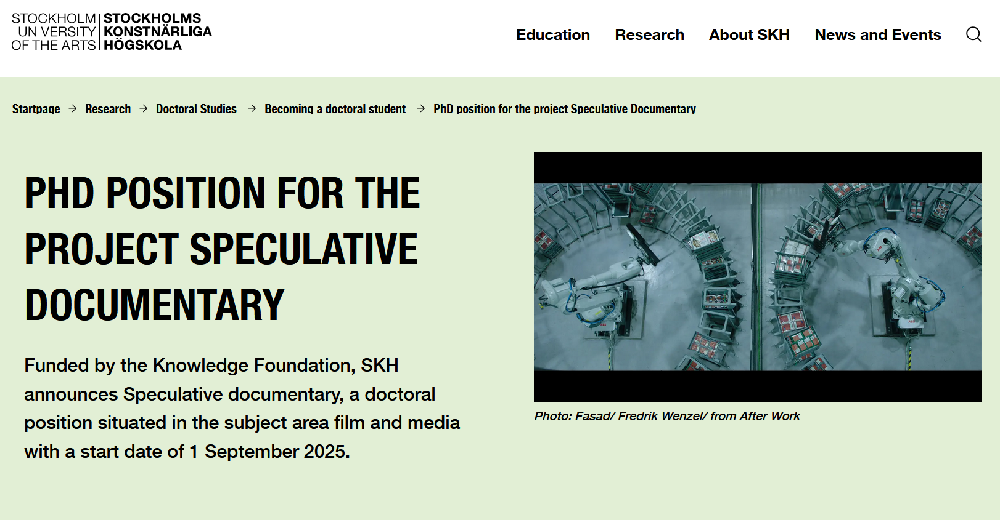 STOCKHOLM
UNIVERSITY
OF THE ARTS
STOCKHOLMS
KONSTNÄRLIGA
HÖGSKOLA
Education Research About SKH News and Events
Startpage → Research → Doctoral Studies → Becoming a doctoral student → PhD position for the project Speculative Documentary
PHD POSITION FOR THE
PROJECT SPECULATIVE
DOCUMENTARY
Funded by the Knowledge Foundation, SKH
announces Speculative documentary, a doctoral
position situated in the subject area film and media
with a start date of 1 September 2025.
ABB
ABB
ABB
Photo: Fasad/ Fredrik Wenzel/ from After Work